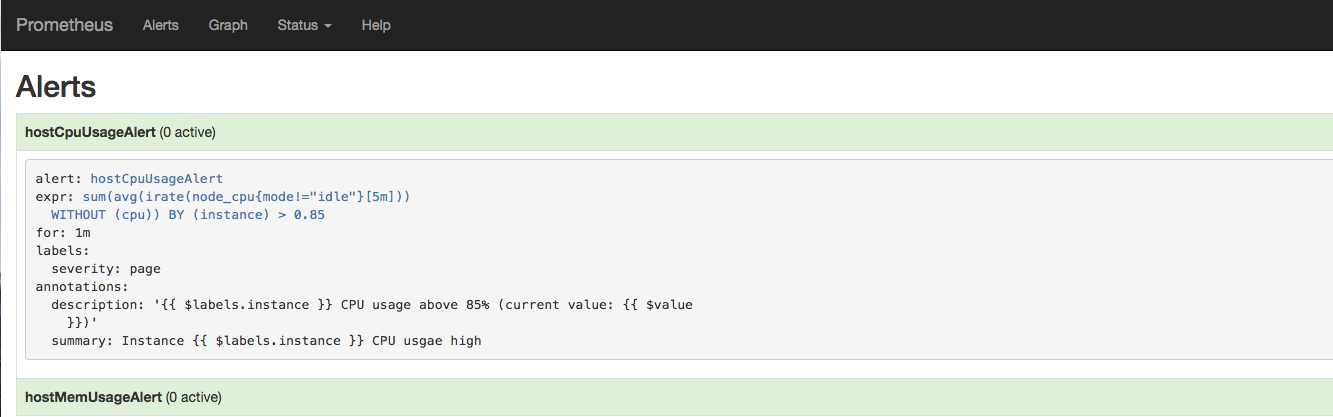 Prometheus Alerts Graph Status Help
Alerts
hostCpuUsageAlert (0 active)
alert: hostCpuUsageAlert
expr: sum(avg(irate(node_cpu{mode!="idle"}[5m]))
WITHOUT (cpu)) BY (instance) > 0.85
for: 1m
labels:
severity: page
annotations:
description: '{{ $labels.instance }} CPU usage above 85% (current value: {{ $value
}})'
summary: Instance {{ $labels.instance }} CPU usgae high
hostMemUsageAlert (0 active)